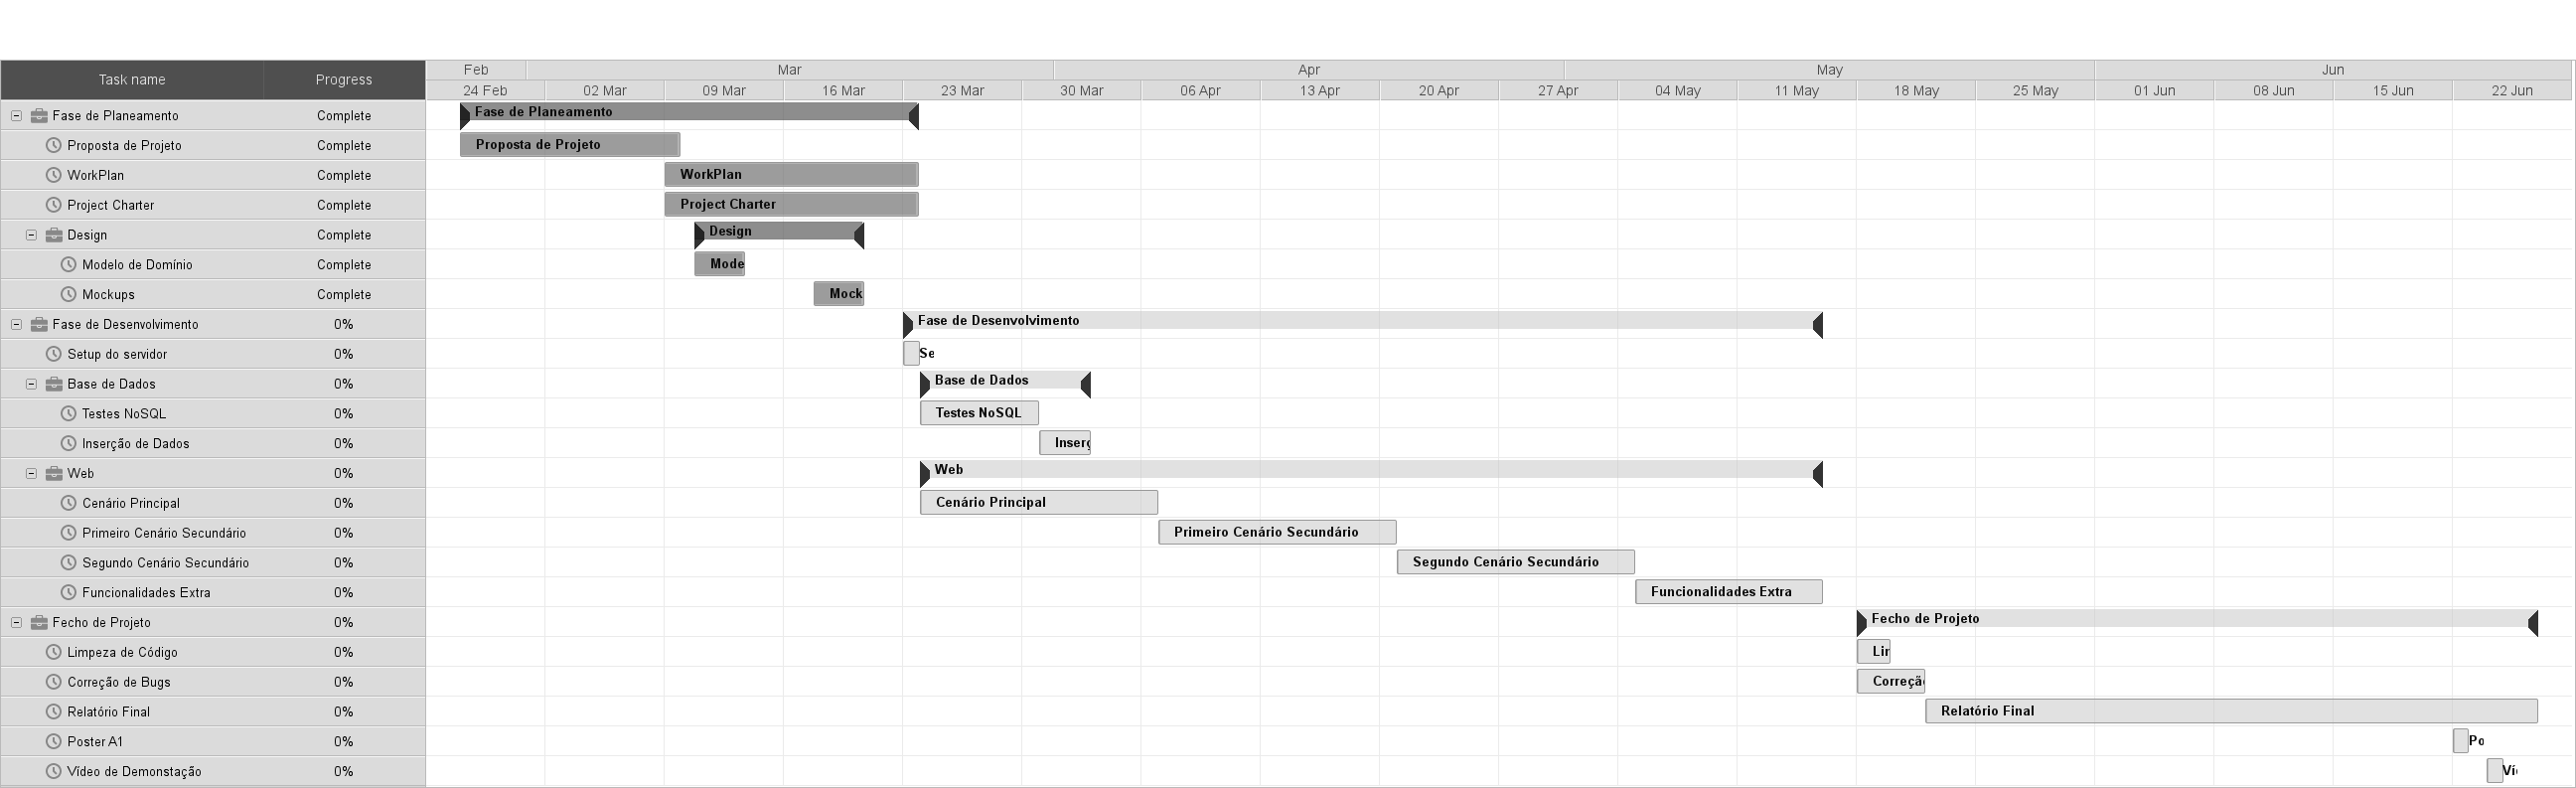 Feb Mar Apr May Jun
Task name Progress
24 Feb 02 Mar 09 Mar 16 Mar 23 Mar 30 Mar 06 Apr 13 Apr 20 Apr 27 Apr 04 May 11 May 18 May 25 May 01 Jun 08 Jun 15 Jun 22 Jun
Fase de Planeamento Complete Fase de Planeamento
Proposta de Projeto Complete Proposta de Projeto
WorkPlan Complete WorkPlan
Project Charter Complete Project Charter
Design Complete Design
Modelo de Domínio Complete Mode
Mockups Complete Mock
Fase de Desenvolvimento 0% Fase de Desenvolvimento
Setup do servidor 0% Se
Base de Dados 0% Base de Dados
Testes NoSQL 0% Testes NoSQL
Inserção de Dados 0% Inserç
Web 0% Web
Cenário Principal 0% Cenário Principal
Primeiro Cenário Secundário 0% Primeiro Cenário Secundário
Segundo Cenário Secundário 0% Segundo Cenário Secundário
Funcionalidades Extra 0% Funcionalidades Extra
Fecho de Projeto 0% Fecho de Projeto
Limpeza de Código 0%
Correção de Bugs 0% Correçã
Relatório Final 0% Relatório Final
Poster A1 0% Po
Vídeo de Demonstação 0% Ví